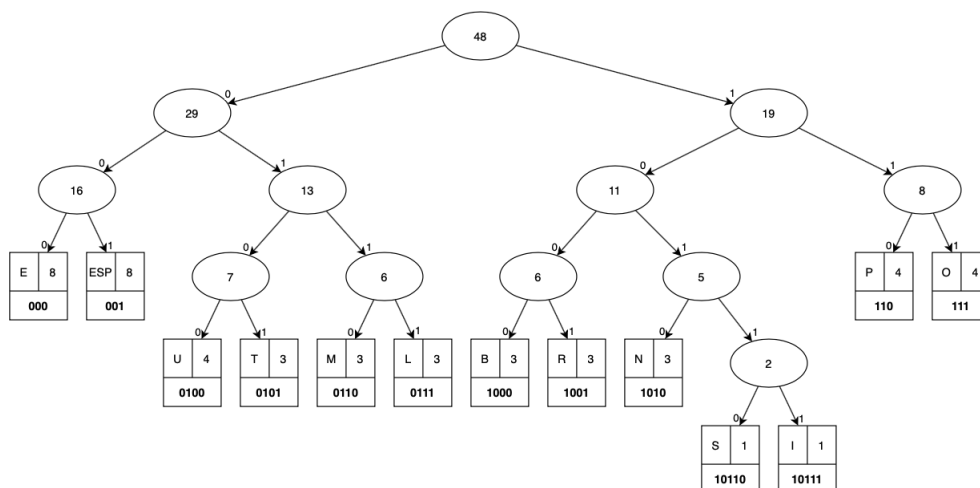 48
0 1
29 19
0 1 0 1
16 13 11 8
0 1 0 1 0 1 0 1
E 8 ESP 8 7 6 6 5 P 4 O 4
000 001 110 111
0 1 0 1 0 1 0 1
U 4 T 3 M 3 L 3 B 3 R 3 N 3 2
0100 0101 0110 0111 1000 1001 1010
0 1
S 1 I 1
10110 10111